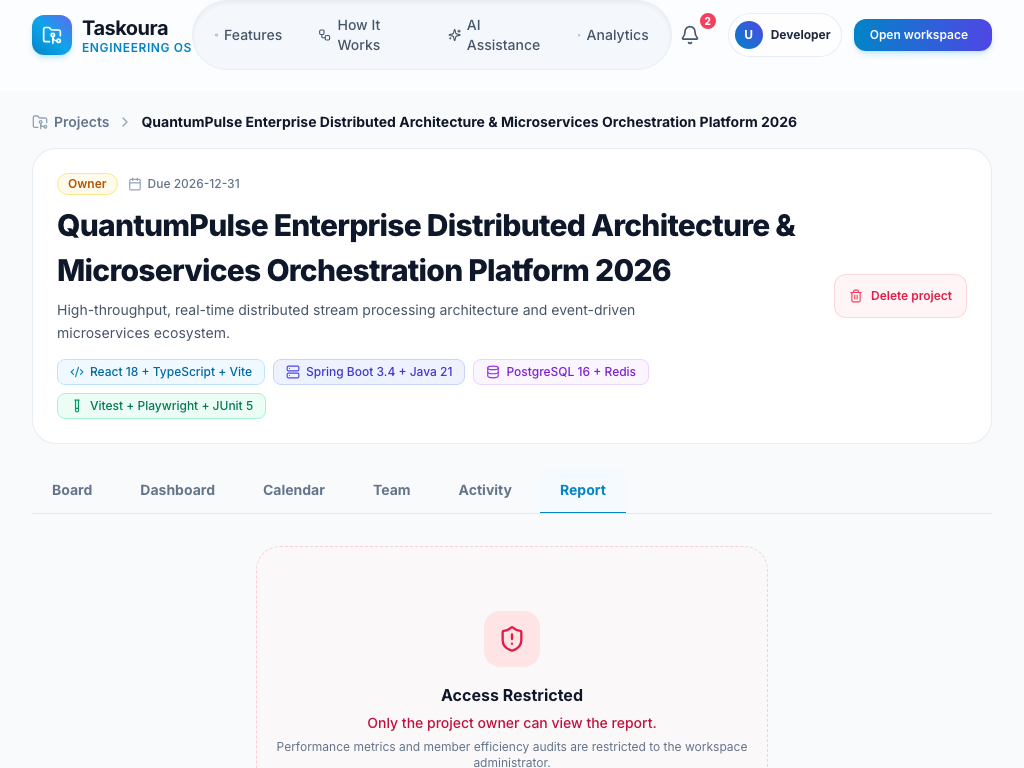 Taskoura
ENGINEERING OS
Features
How It
Works
AI
Assistance
Analytics
2
U
Developer
Open workspace
Projects
QuantumPulse Enterprise Distributed Architecture & Microservices Orchestration Platform 2026
Owner
Due 2026-12-31
QuantumPulse Enterprise Distributed Architecture &
Microservices Orchestration Platform 2026
High-throughput, real-time distributed stream processing architecture and event-driven
microservices ecosystem.
Delete project
React 18 + TypeScript + Vite
Spring Boot 3.4 + Java 21
PostgreSQL 16 + Redis
Vitest + Playwright + JUnit 5
Board
Dashboard
Calendar
Team
Activity
Report
Access Restricted
Only the project owner can view the report.
Performance metrics and member efficiency audits are restricted to the workspace
administrator.